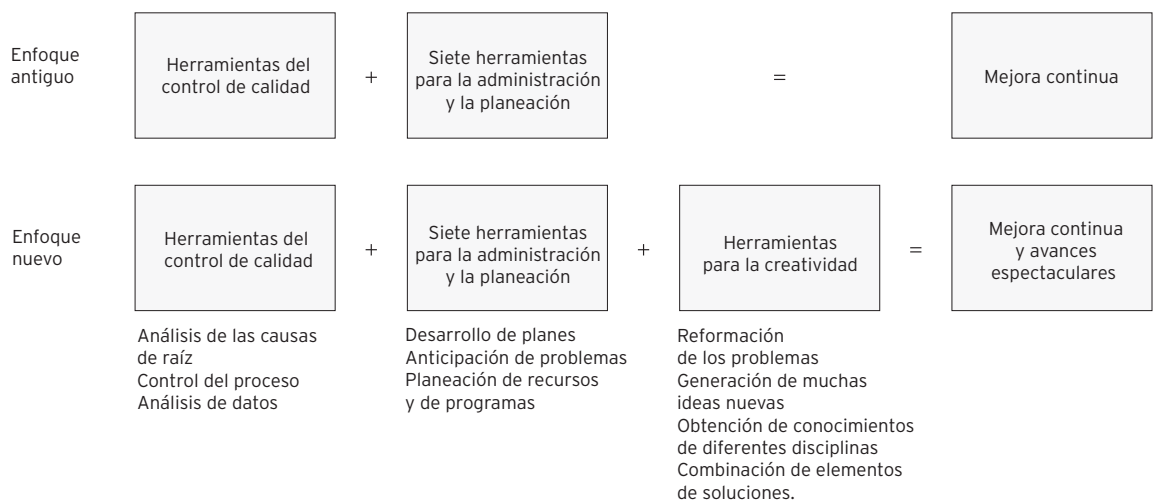 Enfoque
antiguo
Herramientas del
control de calidad
+
Siete herramientas
para la administración
y la planeación
=
Mejora continua
Enfoque
nuevo
Herramientas del
control de calidad
+
Siete herramientas
para la administración
y la planeación
+
Herramientas
para la creatividad
=
Mejora continua
y avances
espectaculares
Análisis de las causas
de raíz
Control del proceso
Análisis de datos
Desarrollo de planes
Anticipación de problemas
Planeación de recursos
y de programas
Reformación
de los problemas
Generación de muchas
ideas nuevas
Obtención de conocimientos
de diferentes disciplinas
Combinación de elementos
de soluciones.